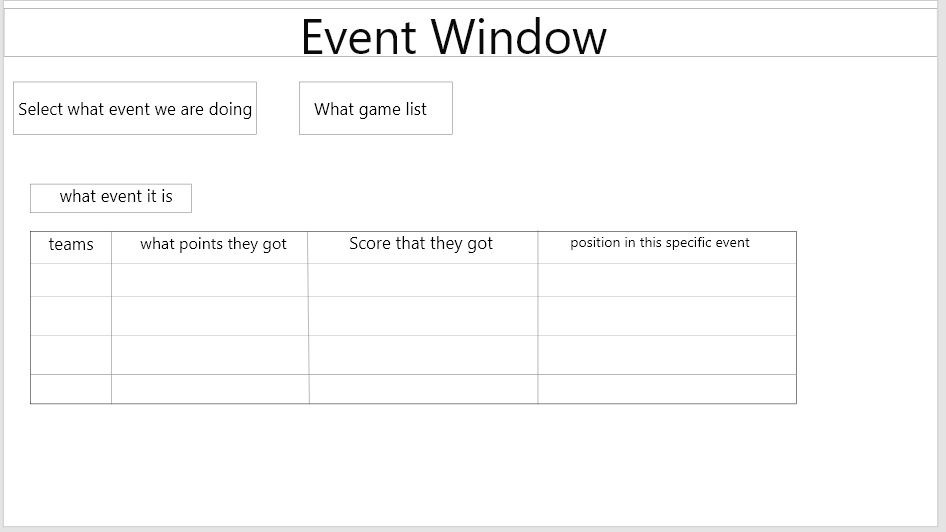 Event Window
Select what event we are doing
What game list
what event it is
teams
what points they got
Score that they got
position in this specific event